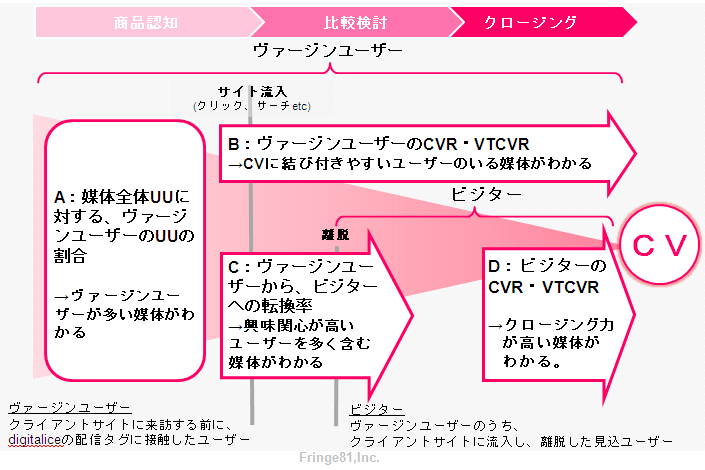 商品認知
比較検討
クロージング
ヴァージンユーザー
サイト流入
(クリック、サーチetc)
B：ヴァージンユーザーのCVR・VTCVR
→CVに結び付きやすいユーザーのいる媒体がわかる
ビジター
A：媒体全体UUに
対する、ヴァージ
ンユーザーのUUの
割合
→ヴァージンユー
ザーが多い媒体がわ
かる
離脱
C：ヴァージンユ
ーザーから、ビジター
への転換率
→興味関心が高い
ユーザーを多く含む
媒体がわかる
D：ビジターの
CVR・VTCVR
→クロージング力
が高い媒体が
わかる。
ＣＶ
ヴァージンユーザー
クライアントサイトに来訪する前に、
digitaliceの配信タグに接触したユーザー
ビジター
ヴァージンユーザーのうち、
クライアントサイトに流入し、離脱した見込ユーザー
Fringe81,Inc.